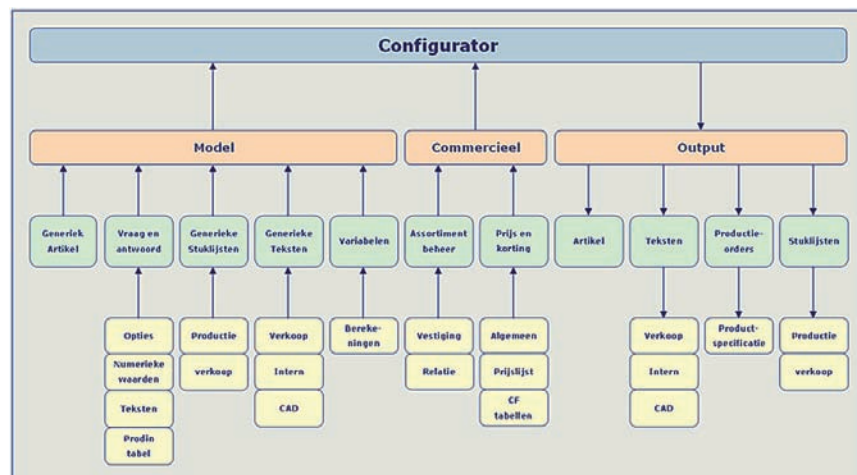 Configurator
Model
Commercieel
Output
Generiek
Artikel
Vraag en
antwoord
Generieke
Stuklijsten
Generieke
Teksten
Variabelen
Assortiment
beheer
Prijs en
korting
Artikel
Teksten
Productie-
orders
Stuklijsten
Opties
Numerieke
waarden
Teksten
Prodin
tabel
Productie
verkoop
Verkoop
Intern
CAD
Bereke-
ningen
Vestiging
Relatie
Algemeen
Prijslijst
CF
tabellen
Verkoop
Intern
CAD
Product-
specificatie
Productie
verkoop